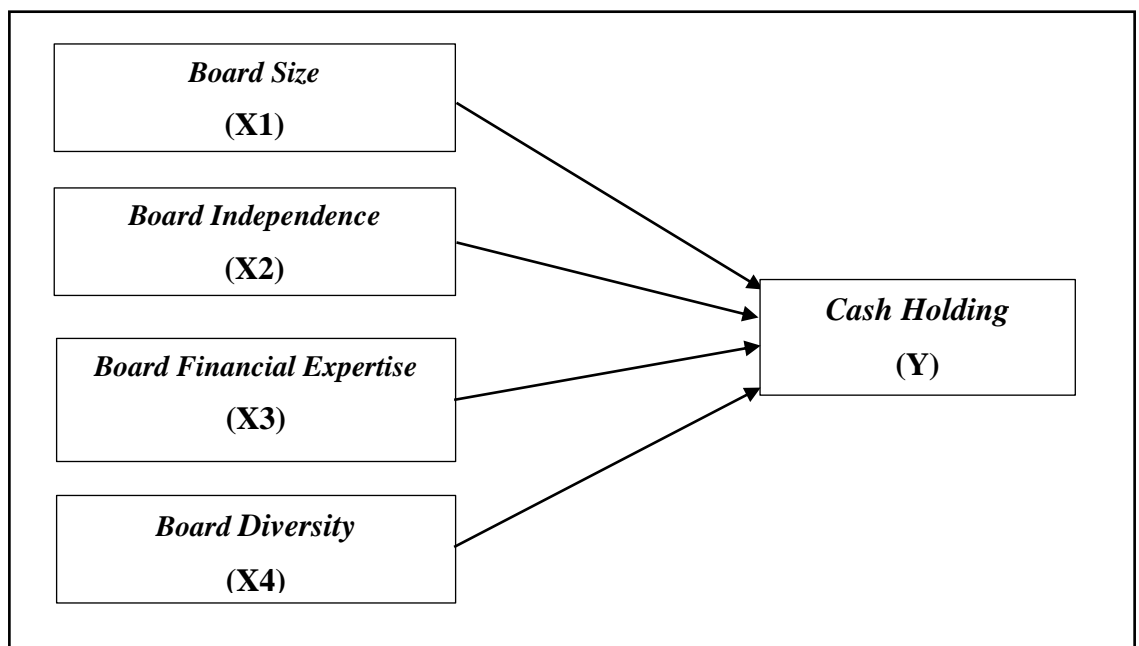 Board Size
(X1)
Board Independence
(X2)
Board Financial Expertise
(X3)
Board Diversity
(X4)
Cash Holding
(Y)